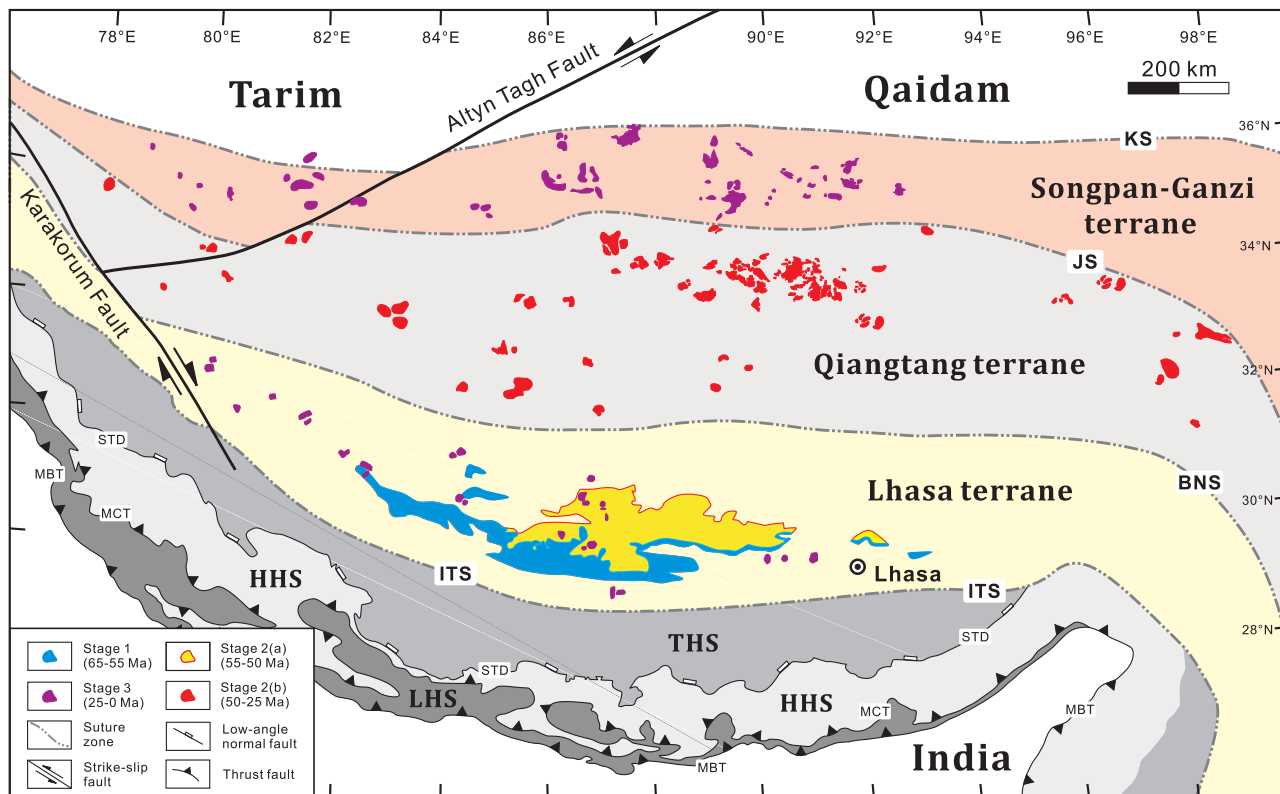 78°E 80°E 82°E 84°E 86°E 90°E 92°E 94°E 96°E 98°E
200 km
Tarim
Altyn Tagh Fault
Qaidam
36°N
KS
Songpan-Ganzi
terrane
Karakorum Fault
34°N
JS
Qiangtang terrane
32°N
STD
MBT
MCT
Lhasa terrane
BNS
30°N
HHS
ITS
Lhasa
ITS
28°N
THS
STD
STD
LHS
HHS
MCT
MBT
MBT
India
Stage 1
(65-55 Ma)
Stage 2(a)
(55-50 Ma)
Stage 3
(25-0 Ma)
Stage 2(b)
(50-25 Ma)
Suture
zone
Low-angle
normal fault
Strike-slip
fault
Thrust fault